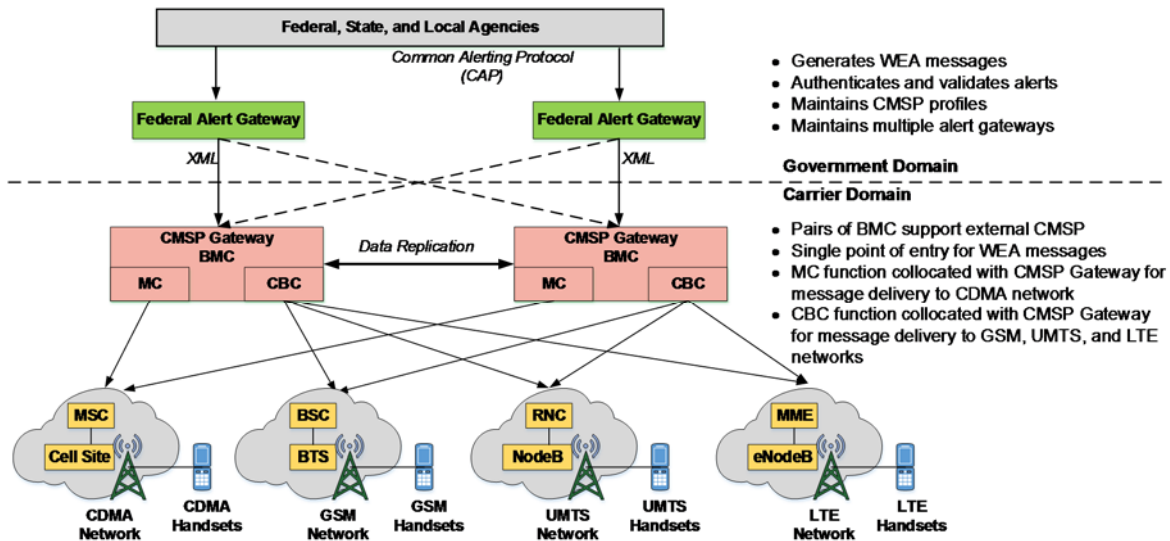 Federal, State, and Local Agencies
Common Alerting Protocol
(CAP)
Federal Alert Gateway
Federal Alert Gateway
XML
XML
• Generates WEA messages
• Authenticates and validates alerts
• Maintains CMSP profiles
• Maintains multiple alert gateways
Government Domain
Carrier Domain
CMSP Gateway
BMC
MC
CBC
Data Replication
CMSP Gateway
BMC
MC
CBC
• Pairs of BMC support external CMSP
• Single point of entry for WEA messages
• MC function collocated with CMSP Gateway for
message delivery to CDMA network
• CBC function collocated with CMSP Gateway
for message delivery to GSM, UMTS, and LTE
networks
MSC
Cell Site
CDMA
Network
CDMA
Handsets
BSC
BTS
GSM
Network
GSM
Handsets
RNC
NodeB
UMTS
Network
UMTS
Handsets
MME
eNodeB
LTE
Network
LTE
Handsets